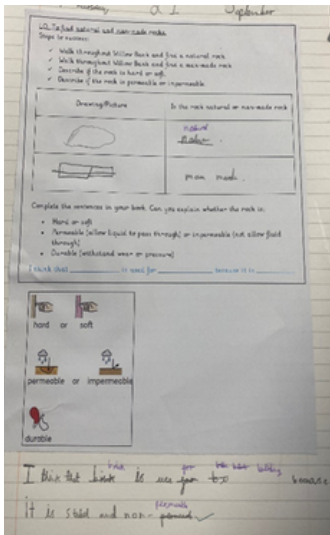 September
LO: To find natural and man-made rocks
Steps to success:
✓ Walk throughout Willow Bank and find a natural rock
✓ Walk throughout Willow Bank and find a man-made rock
✓ Describe if the rock is hard or soft
✓ Describe if the rock is permeable or impermeable
Drawing/Picture Is the rock natural or non-made rock
natural
man made.
Complete the sentences in your book. Can you explain whether the rock is:
• Hard or soft
• Permeable (allow liquid to pass through) or impermeable (not allow fluid
through)
• Durable (withstand wear or pressure)
I think that is used for because it is
hard or soft
permeable or impermeable
durable
brick for building
I think that is use because
permeable
it is and non-